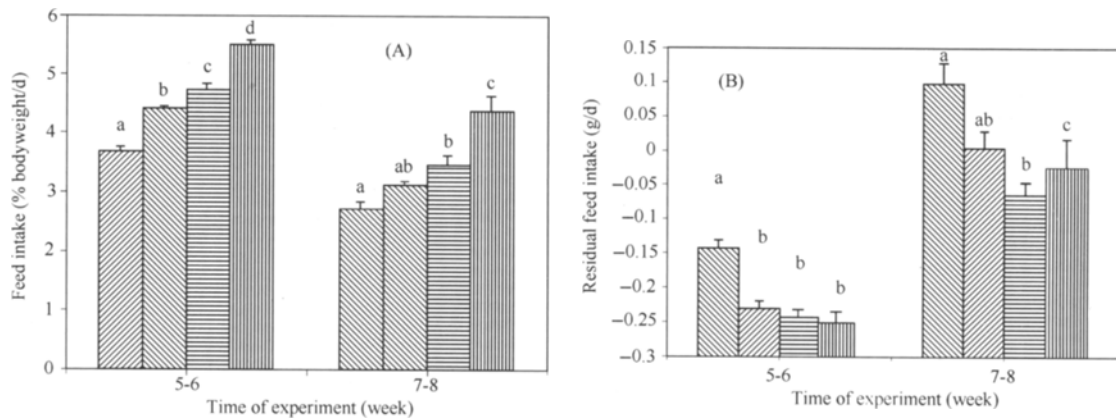 6
5
4
3
2
1
0
Feed intake (% bodyweight/d)
(A)
a
b
c
d
a
ab
b
c
5-6
7-8
Time of experiment (week)
0.15
0.1
0.05
0
−0.05
−0.1
−0.15
−0.2
−0.25
−0.3
Residual feed intake (g/d)
(B)
a
b
b
b
a
ab
b
c
5-6
7-8
Time of experiment (week)